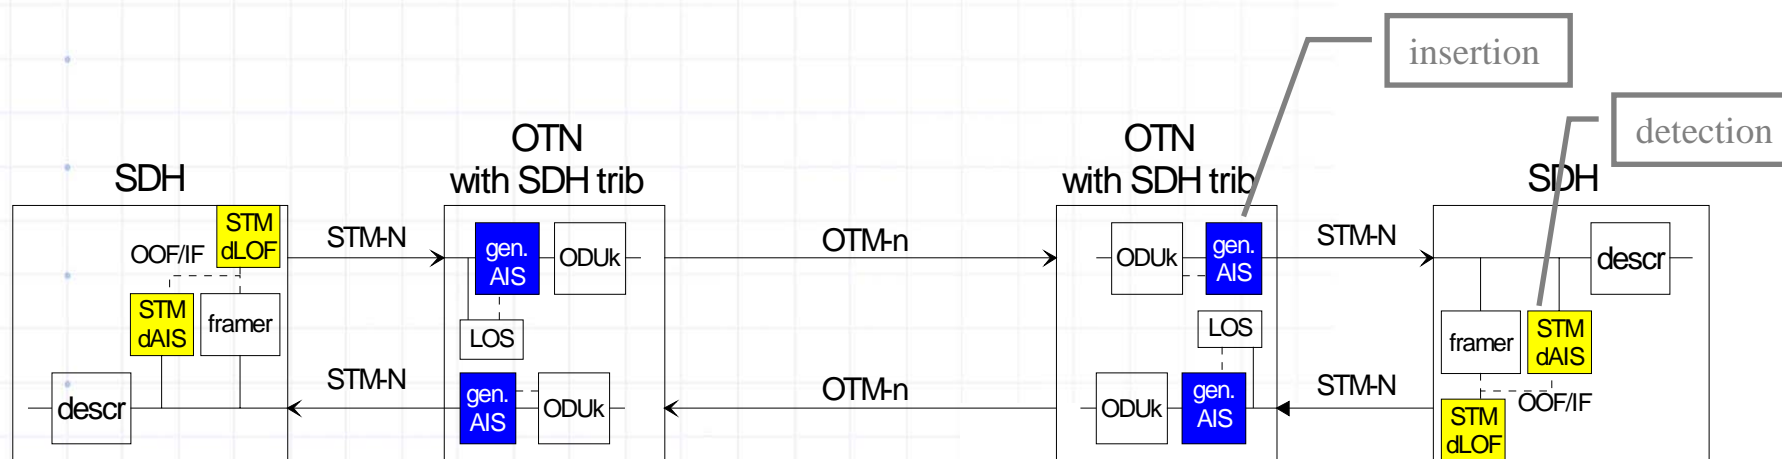 insertion
detection
SDH
OTN
with SDH trib
OTN
with SDH trib
SDH
STM
dLOF
OOF/IF
STM
dAIS
framer
descr
STM-N
STM-N
gen.
AIS
ODUk
LOS
gen.
AIS
ODUk
OTM-n
OTM-n
ODUk
gen.
AIS
LOS
ODUk
gen.
AIS
STM-N
STM-N
descr
framer
STM
dAIS
OOF/IF
STM
dLOF